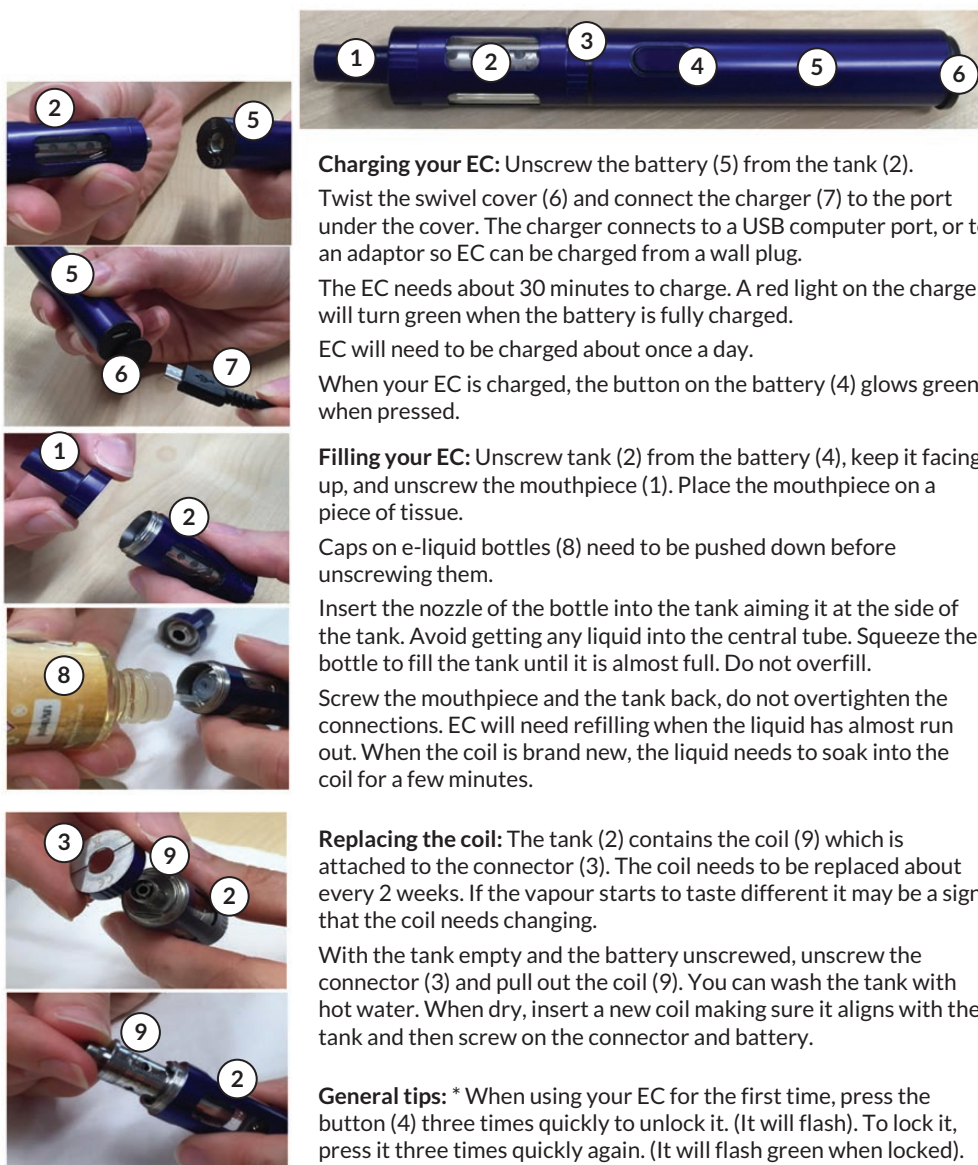 1
2
3
4
5
6
2
5
Charging your EC: Unscrew the battery (5) from the tank (2).
Twist the swivel cover (6) and connect the charger (7) to the port
under the cover. The charger connects to a USB computer port, or t
an adaptor so EC can be charged from a wall plug.
5
6
7
The EC needs about 30 minutes to charge. A red light on the charge
will turn green when the battery is fully charged.
EC will need to be charged about once a day.
When your EC is charged, the button on the battery (4) glows green
when pressed.
1
2
Filling your EC: Unscrew tank (2) from the battery (4), keep it facing
up, and unscrew the mouthpiece (1). Place the mouthpiece on a
piece of tissue.
Caps on e-liquid bottles (8) need to be pushed down before
unscrewing them.
8
Insert the nozzle of the bottle into the tank aiming it at the side of
the tank. Avoid getting any liquid into the central tube. Squeeze the
bottle to fill the tank until it is almost full. Do not overfill.
Screw the mouthpiece and the tank back, do not overtighten the
connections. EC will need refilling when the liquid has almost run
out. When the coil is brand new, the liquid needs to soak into the
coil for a few minutes.
3
9
2
Replacing the coil: The tank (2) contains the coil (9) which is
attached to the connector (3). The coil needs to be replaced about
every 2 weeks. If the vapour starts to taste different it may be a sign
that the coil needs changing.
With the tank empty and the battery unscrewed, unscrew the
connector (3) and pull out the coil (9). You can wash the tank with
hot water. When dry, insert a new coil making sure it aligns with the
tank and then screw on the connector and battery.
9
2
General tips: * When using your EC for the first time, press the
button (4) three times quickly to unlock it. (It will flash). To lock it,
press it three times quickly again. (It will flash green when locked).